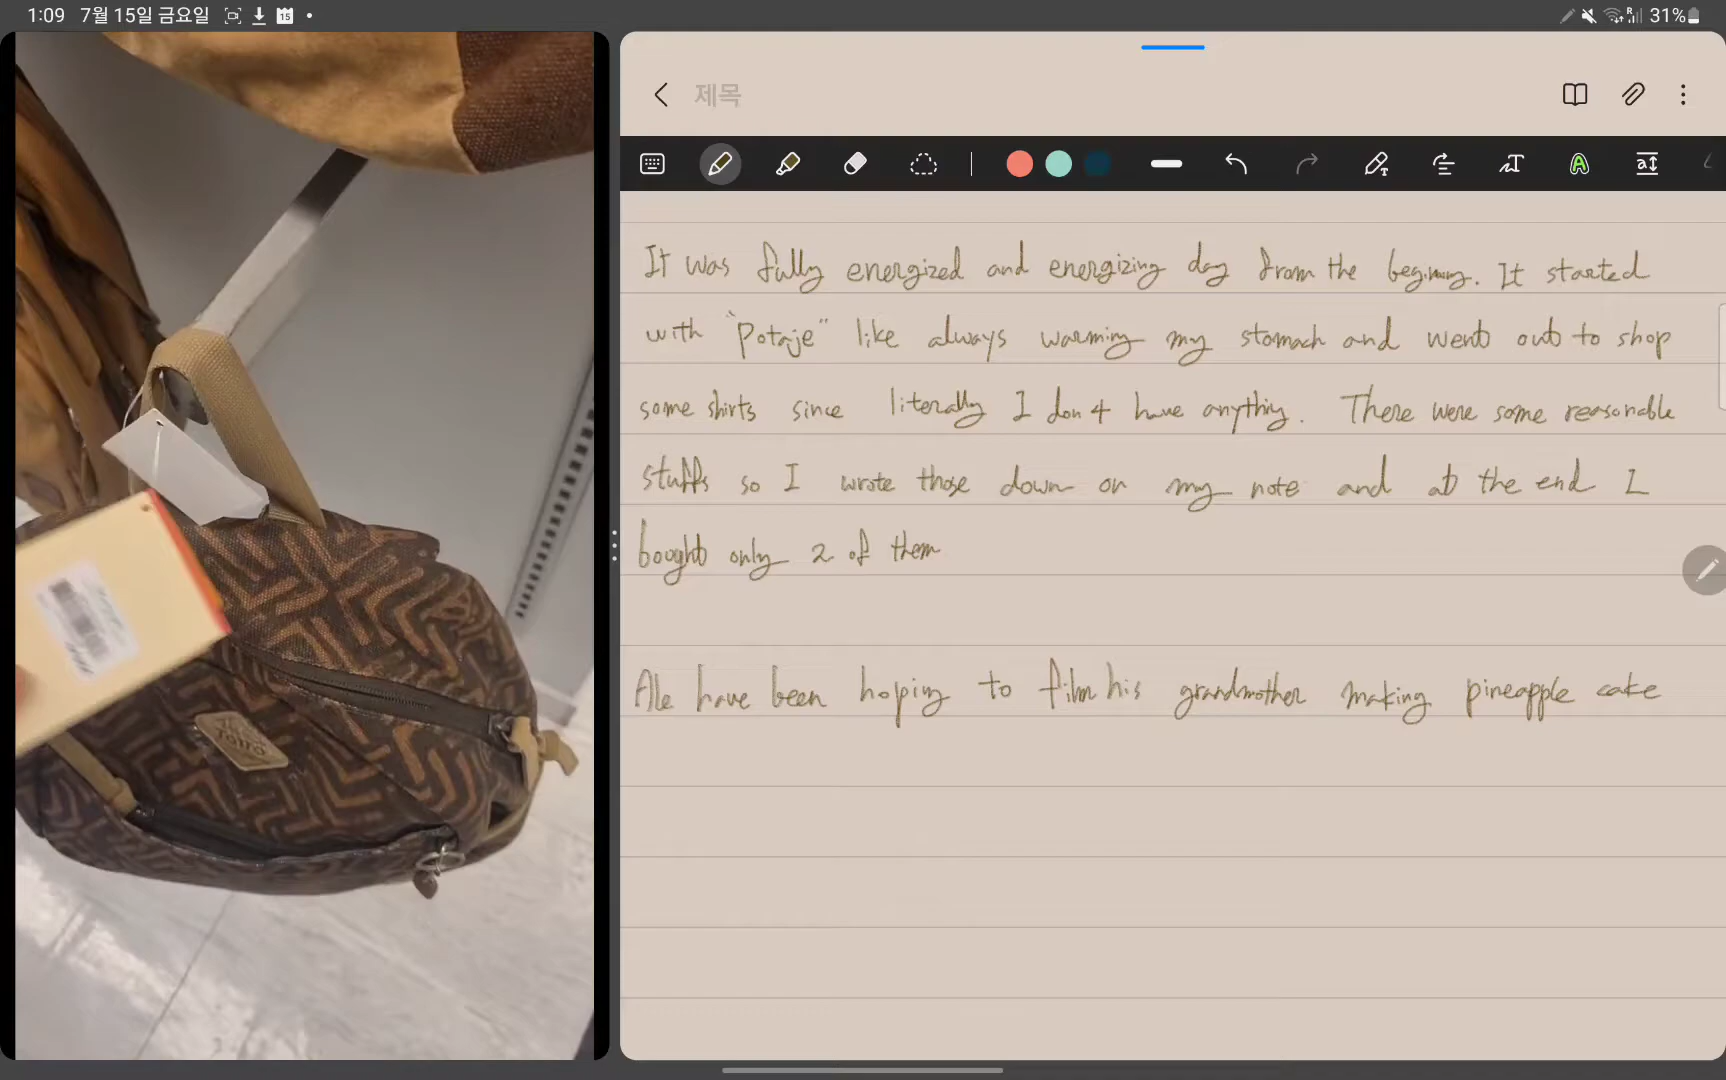 1:09 7월 15일 금요일 15
R 31%
제목
a
It was fully energized and energizing day from the begining. It started
with "Potaje" like always warming my stomach and went out to shop
some shirts since literally I don't have anything. There were some reasonable
stuffs so I wrote those down on my note and at the end I
bought only 2 of them
Ale have been hoping to film his grandmother making pineapple cake
TOTTO